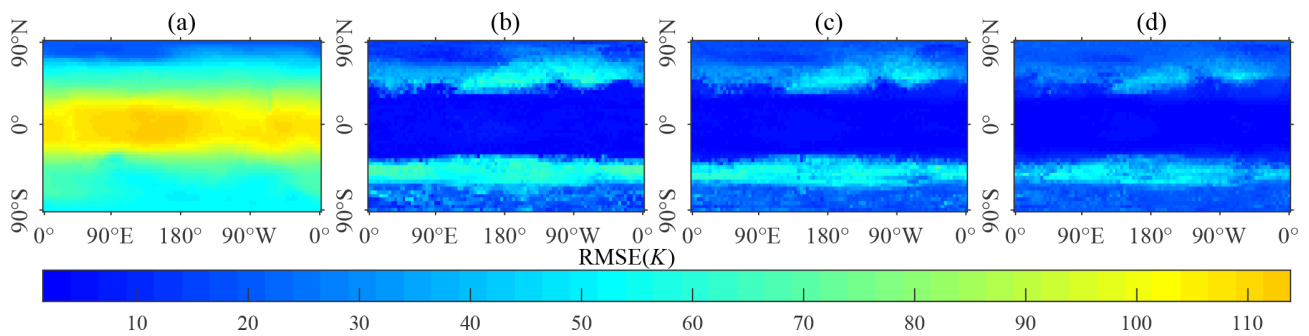 (a) (b) (c) (d)
90°N 90°N 90°N 90°N
0° 0° 0° 0°
90°S 90°S 90°S 90°S
0° 90°E 180° 90°W 0° 0° 90°E 180° 90°W 0° 0° 90°E 180° 90°W 0° 0° 90°E 180° 90°W 0°
RMSE(K)
10 20 30 40 50 60 70 80 90 100 110